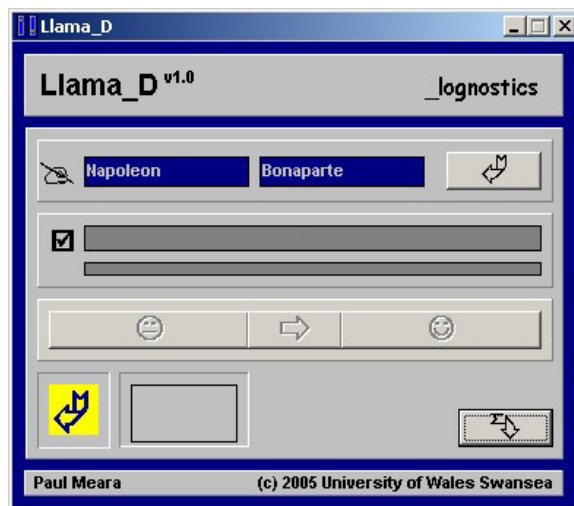 Llama_D
Llama_D v1.0
_lognostics
Napoleon
Bonaparte
Paul Meara
(c) 2005 University of Wales Swansea